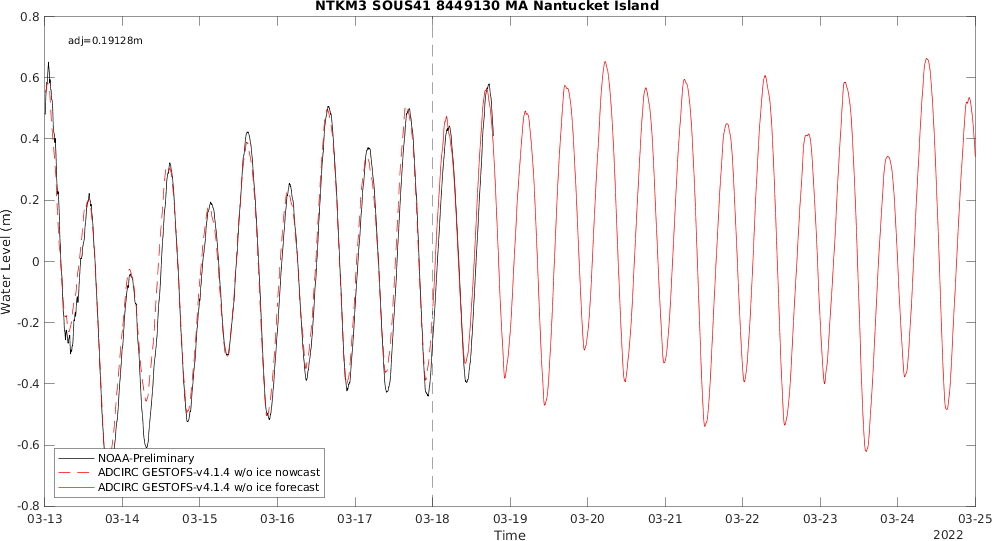 NTKM3 SOUS41 8449130 MA Nantucket Island
adj=0.19128m
Water Level (m)
0.8
0.6
0.4
0.2
0
-0.2
-0.4
-0.6
-0.8
NOAA-Preliminary
ADCIRC GESTOFS-v4.1.4 w/o ice nowcast
ADCIRC GESTOFS-v4.1.4 w/o ice forecast
03-13 03-14 03-15 03-16 03-17 03-18 03-19 03-20 03-21 03-22 03-23 03-24 03-25
Time
2022